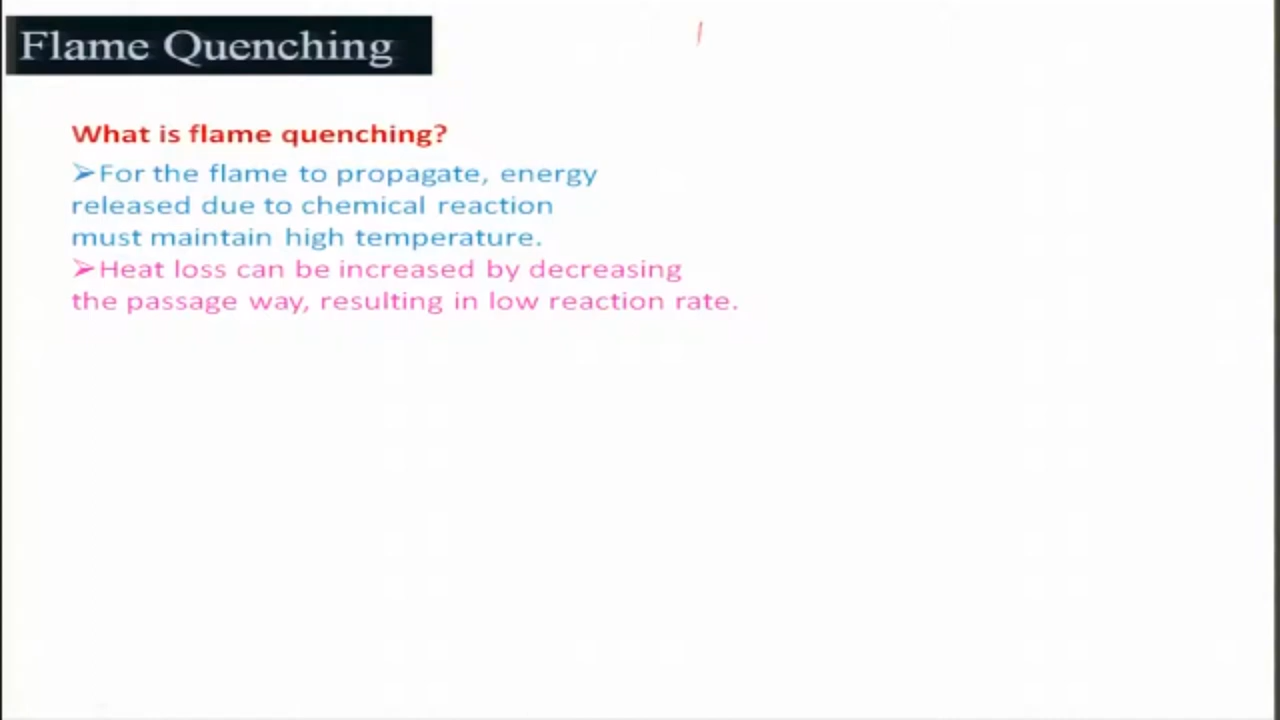 Flame Quenching
What is flame quenching?
➢For the flame to propagate, energy
released due to chemical reaction
must maintain high temperature.
➢Heat loss can be increased by decreasing
the passage way, resulting in low reaction rate.